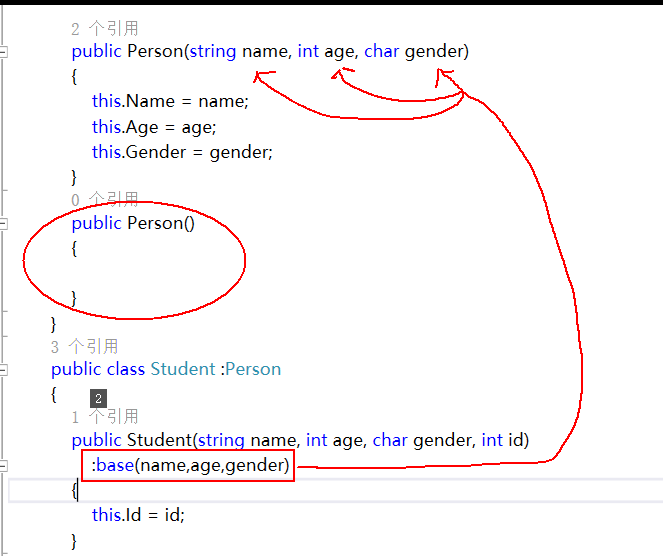 2 个引用
public Person(string name, int age, char gender)
{
this.Name = name;
this.Age = age;
this.Gender = gender;
}
0 个引用
public Person()
{
}
}
3 个引用
public class Student :Person
{
2
1 个引用
public Student(string name, int age, char gender, int id)
:base(name,age,gender)
{
this.Id = id;
}